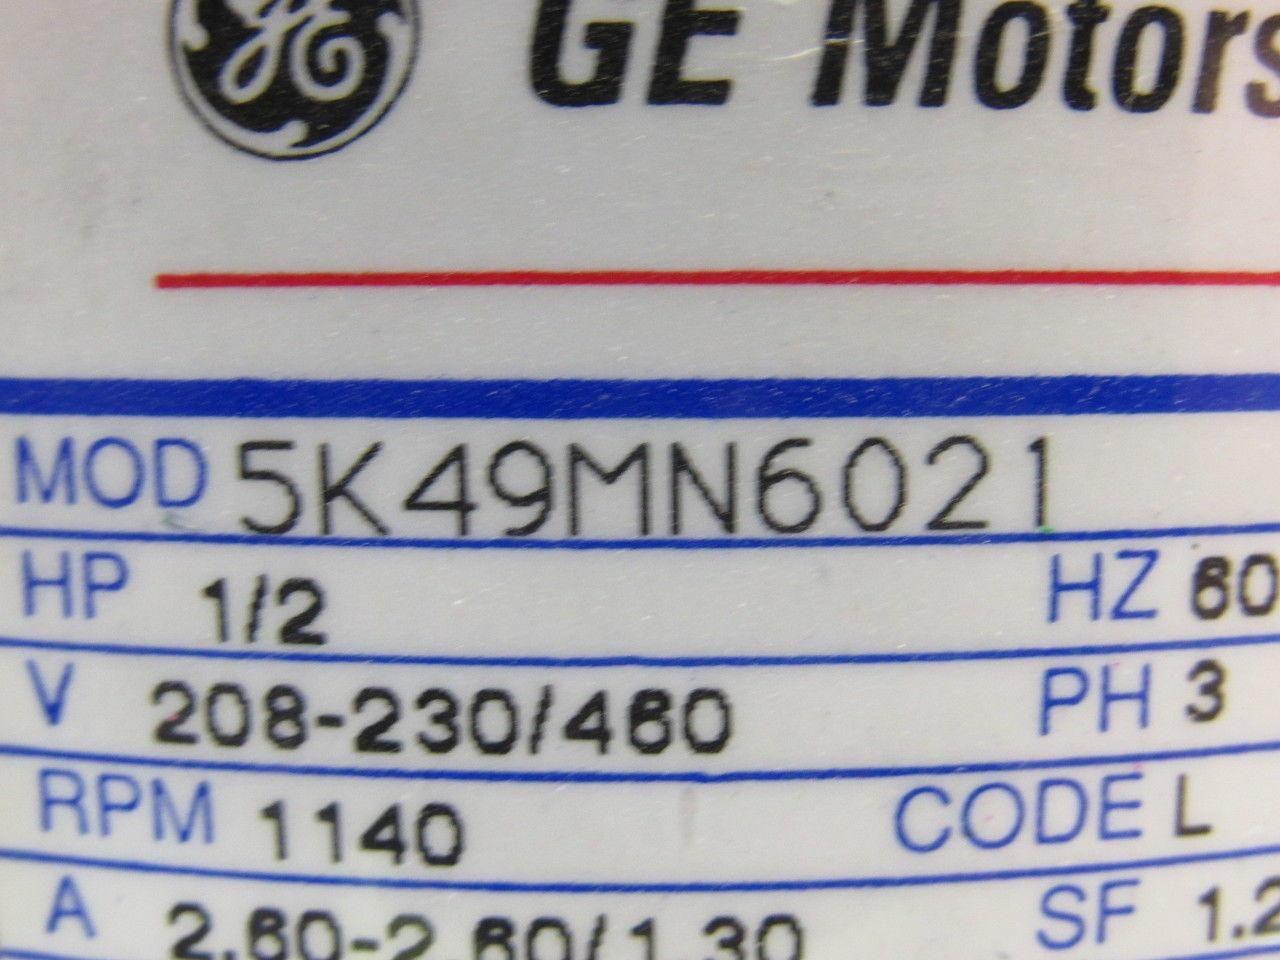 GE
GE Motors
MOD 5K49MN6021
HP 1/2 HZ 60
V 208-230/460 PH 3
RPM 1140 CODE L
A 2.60-2.60/1.30 SF 1.2